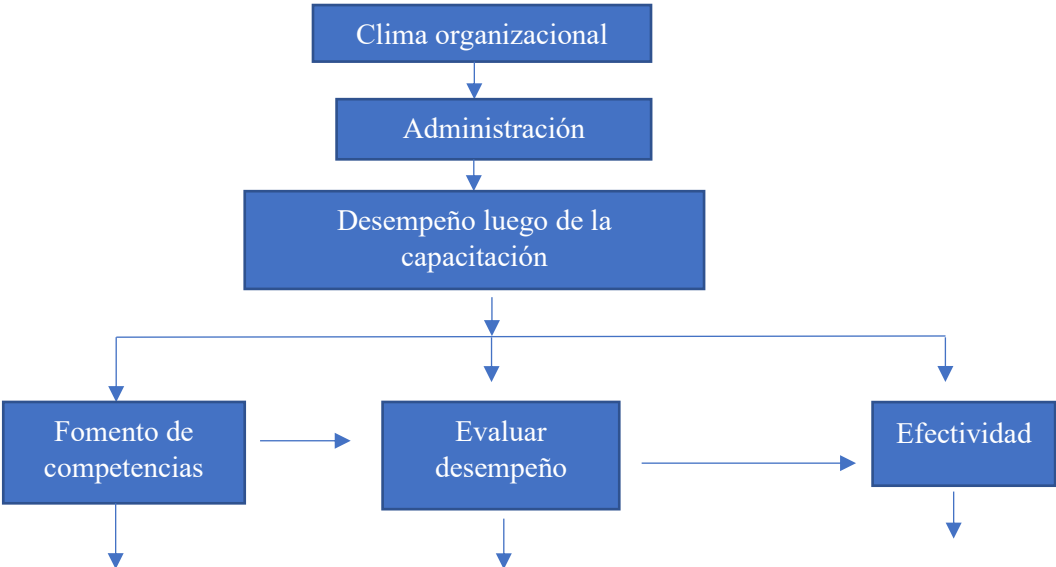 Clima organizacional
Administración
Desempeño luego de la
capacitación
Fomento de
competencias
Evaluar
desempeño
Efectividad